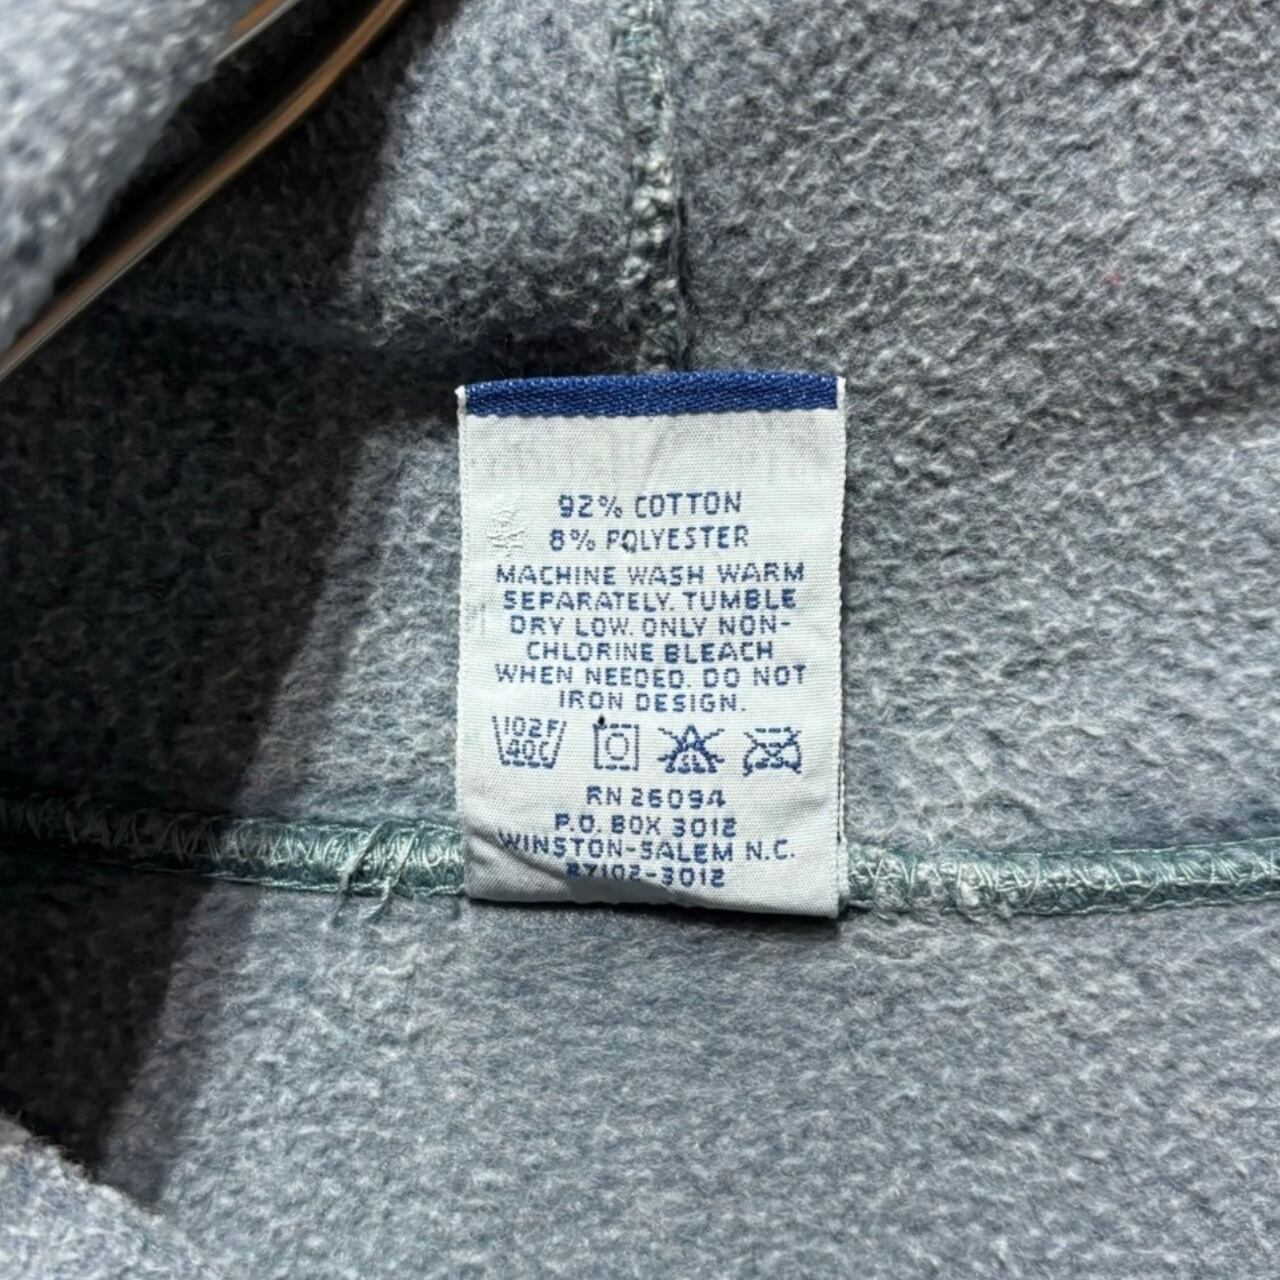 92% COTTON
8% POLYESTER
MACHINE WASH WARM
SEPARATELY. TUMBLE
DRY LOW. ONLY NON-
CHLORINE BLEACH
WHEN NEEDED. DO NOT
IRON DESIGN.
102F
40C
RN 26094
P.O. BOX 3012
WINSTON-SALEM N.C.
27102-3012